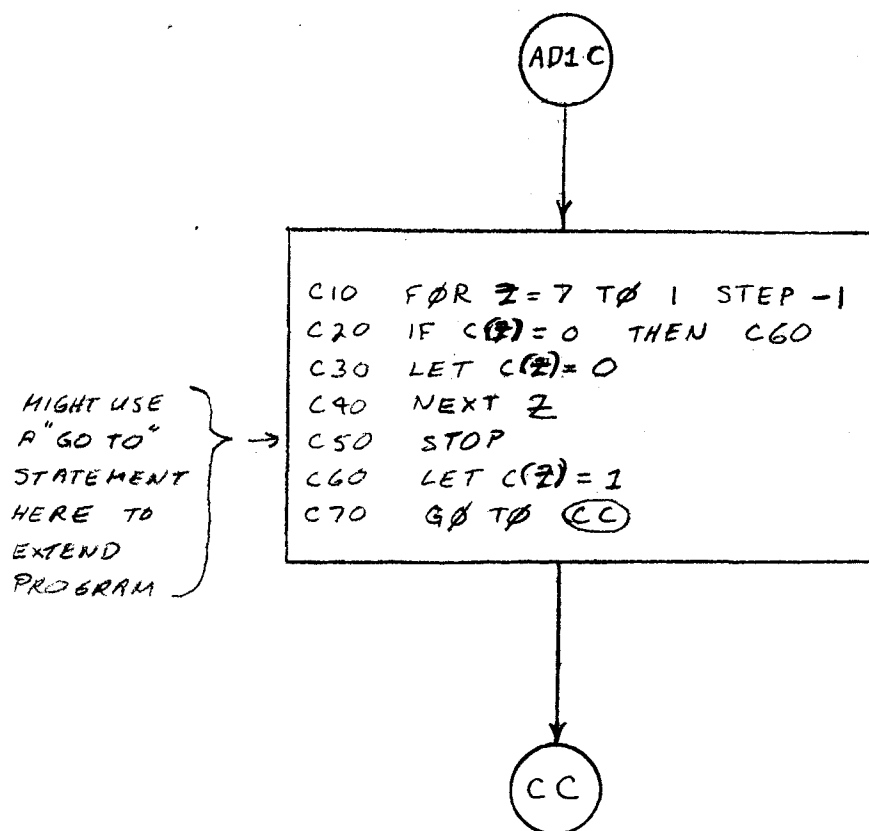 AD1 C
C10 FØR Z = 7 TØ 1 STEP -1
C20 IF C(Z) = 0 THEN C60
C30 LET C(Z) = 0
C40 NEXT Z
C50 STOP
C60 LET C(Z) = 1
C70 GØ TØ CC
MIGHT USE
A "GO TO"
STATEMENT
HERE TO
EXTEND
PROGRAM
CC